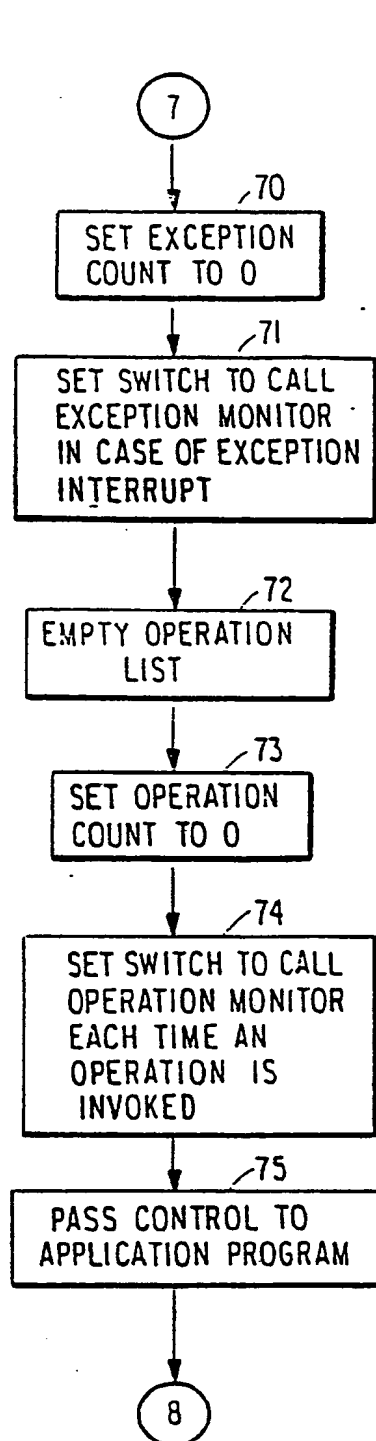 7
70
SET EXCEPTION
COUNT TO 0
71
SET SWITCH TO CALL
EXCEPTION MONITOR
IN CASE OF EXCEPTION
INTERRUPT
72
EMPTY OPERATION
LIST
73
SET OPERATION
COUNT TO 0
74
SET SWITCH TO CALL
OPERATION MONITOR
EACH TIME AN
OPERATION IS
INVOKED
75
PASS CONTROL TO
APPLICATION PROGRAM
8